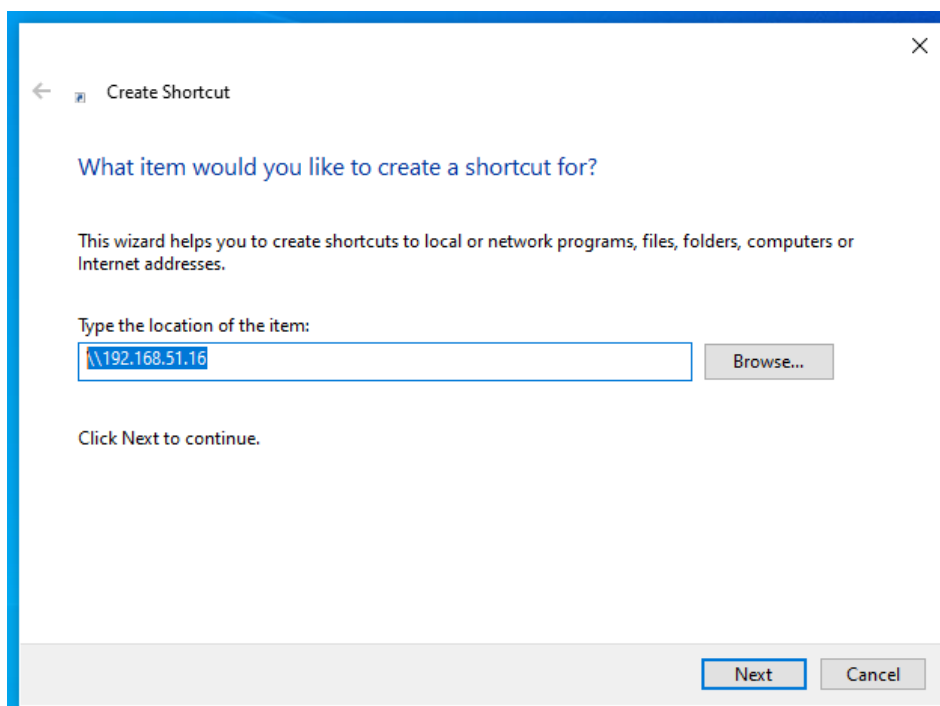 Create Shortcut
What item would you like to create a shortcut for?
This wizard helps you to create shortcuts to local or network programs, files, folders, computers or
Internet addresses.
Type the location of the item:
\\192.168.51.16
Browse...
Click Next to continue.
Next
Cancel